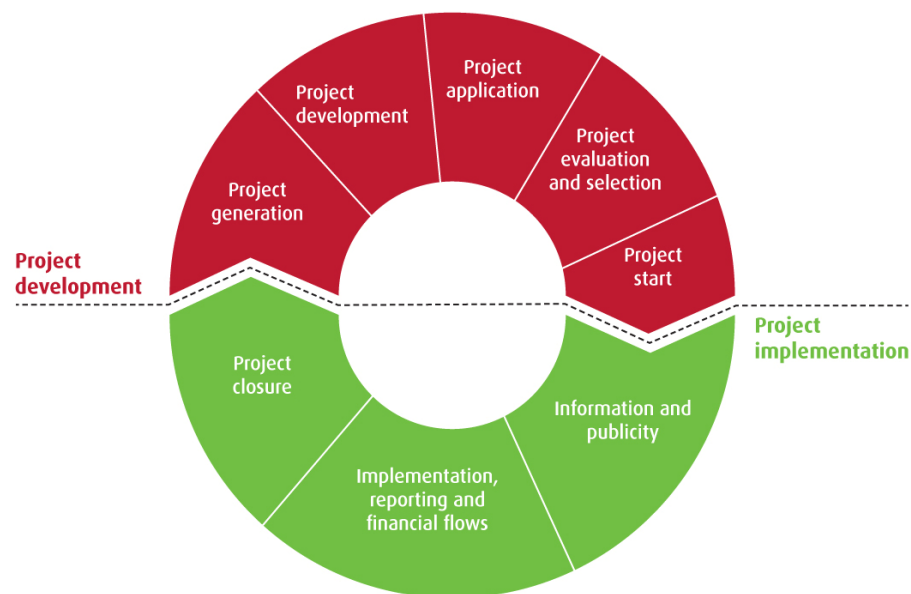 Project
application
Project
development
Project
evaluation
and selection
Project
generation
Project
start
Project
development
Project
implementation
Project
closure
Information and
publicity
Implementation,
reporting and
financial flows